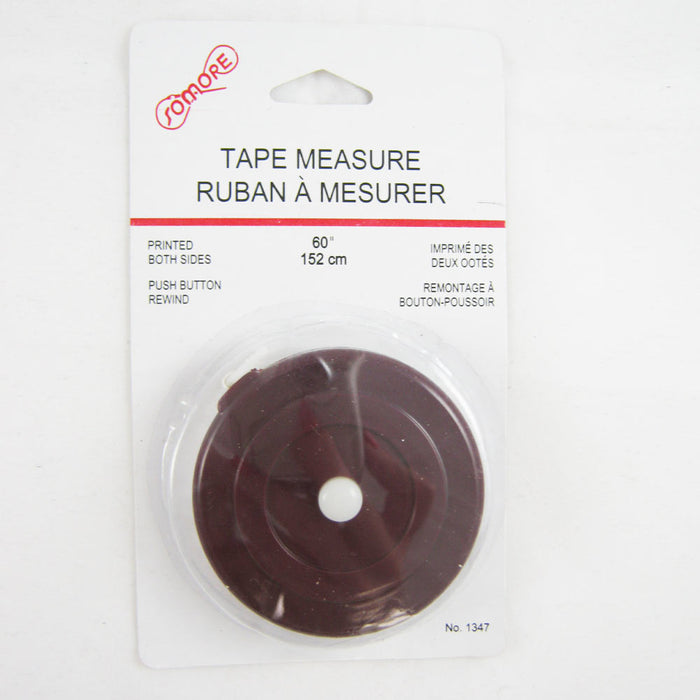 SOMORE
TAPE MEASURE
RUBAN À MESURER
PRINTED
BOTH SIDES
60"
152 cm
IMPRIMÉ DES
DEUX OOTÉS
PUSH BUTTON
REWIND
REMONTAGE À
BOUTON-POUSSOIR
No. 1347